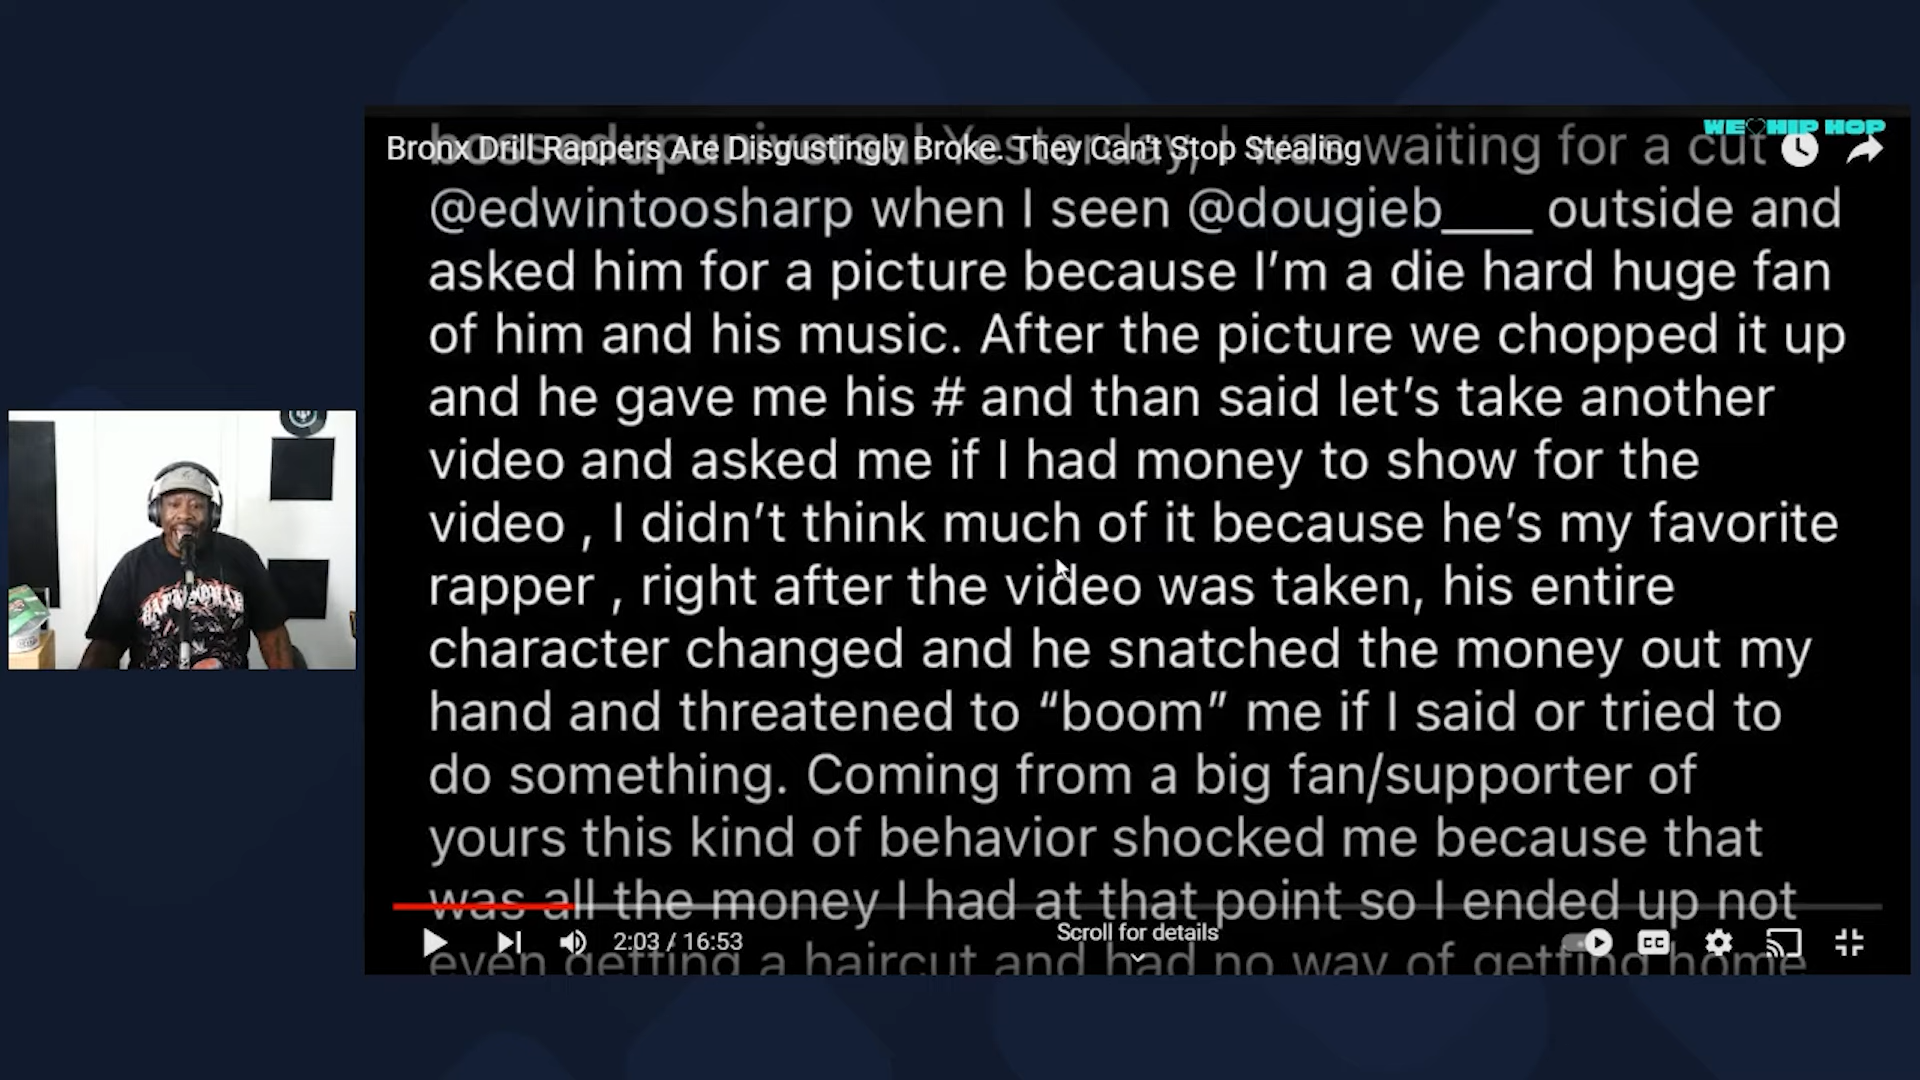 WE♡HIP HOP
Bronx Drill Rappers Are Disgustingly Broke. They Can't Stop Stealing
bossedupuniversal Yesterday, I was waiting for a cut
@edwintoosharp when I seen @dougieb____ outside and
asked him for a picture because I’m a die hard huge fan
of him and his music. After the picture we chopped it up
and he gave me his # and than said let’s take another
video and asked me if I had money to show for the
video , I didn’t think much of it because he’s my favorite
rapper , right after the video was taken, his entire
character changed and he snatched the money out my
hand and threatened to “boom” me if I said or tried to
do something. Coming from a big fan/supporter of
yours this kind of behavior shocked me because that
was all the money I had at that point so I ended up not
even getting a haircut and had no way of getting home
2:03 / 16:53
Scroll for details
CC